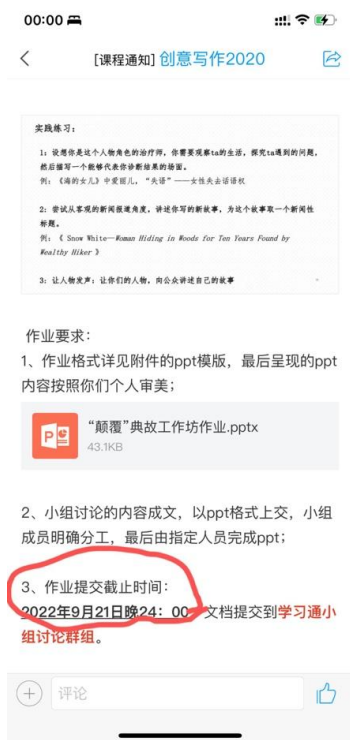 00:00
[课程通知] 创意写作2020
实践练习：
1：设想你是这个人物角色的治疗师，你需要观察ta的生活，探究ta遇到的问题，
然后描写一个能够代表你诊断结果的场面。
例：《海的女儿》中爱丽儿，“失语”——女性失去话语权
2：尝试从客观的新闻报道角度，讲述你写的新故事，为这个故事取一个新闻性
标题。
例：《 Snow White—Woman Hiding in Woods for Ten Years Found by
Wealthy Hiker 》
3：让人物发声：让你们的人物，向公众讲述自己的故事
作业要求：
1、作业格式详见附件的ppt模版，最后呈现的ppt
内容按照你们个人审美；
“颠覆”典故工作坊作业.pptx
43.1KB
2、小组讨论的内容成文，以ppt格式上交，小组
成员明确分工，最后由指定人员完成ppt；
3、作业提交截止时间：
2022年9月21日晚24：00 文档提交到学习通小
组讨论群组。
评论